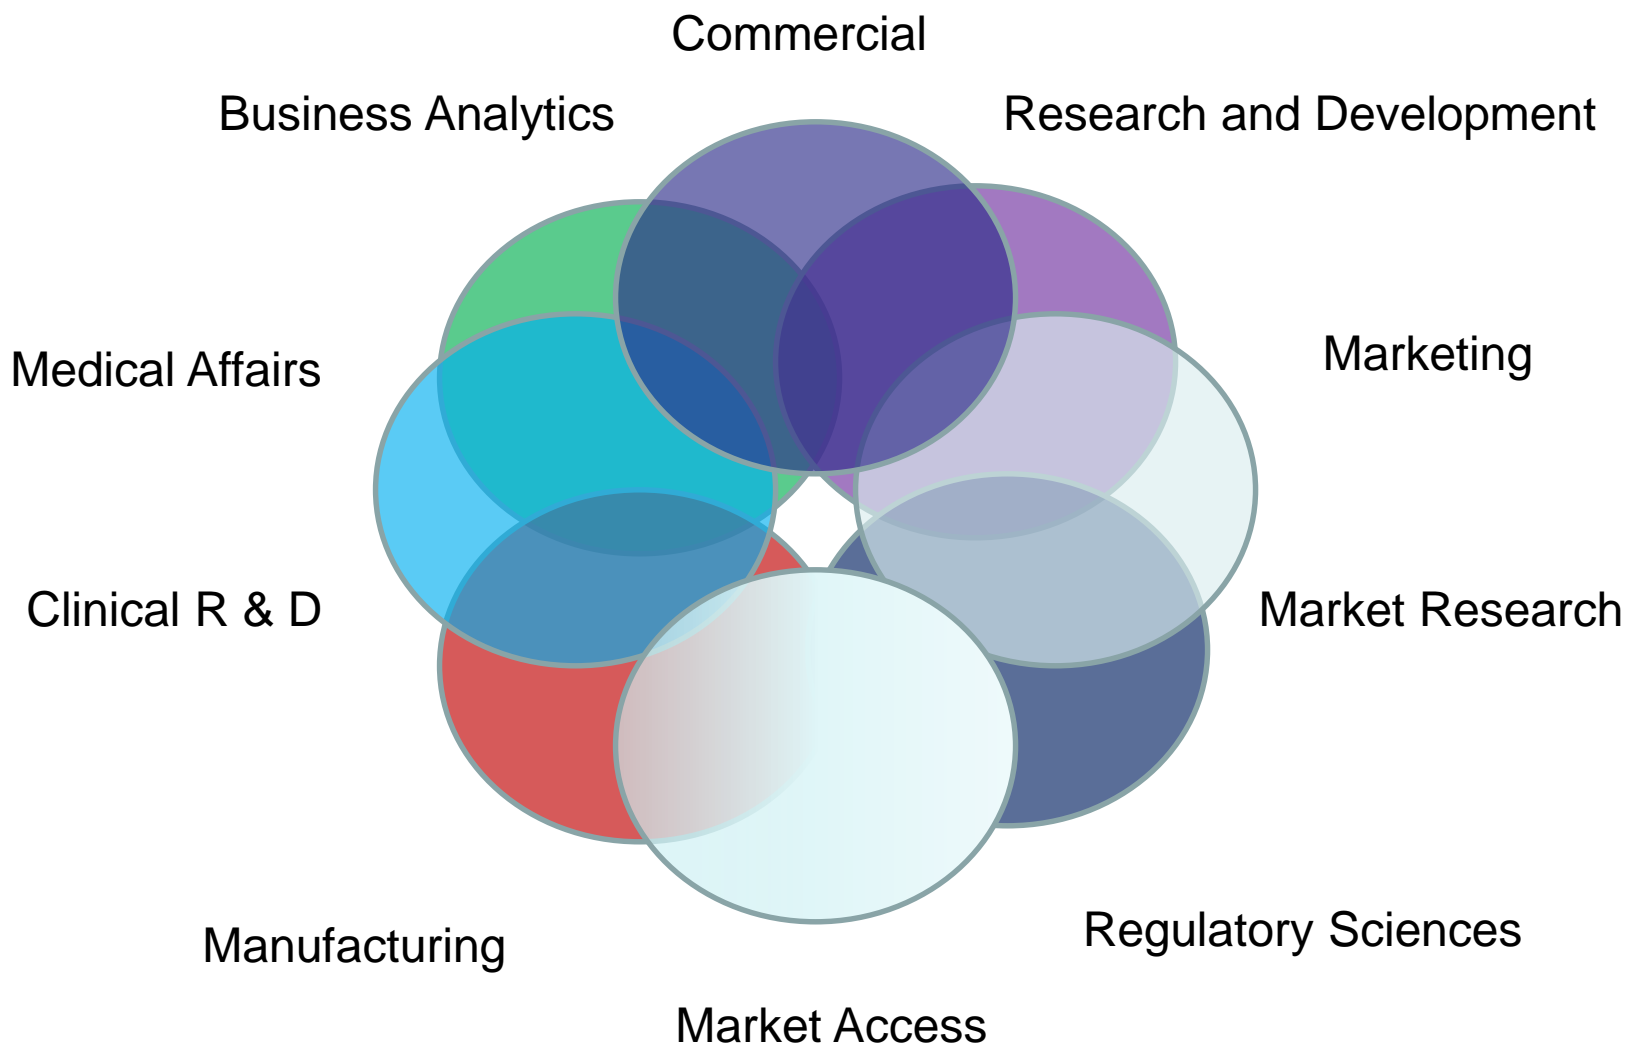 Commercial
Business Analytics
Research and Development
Medical Affairs
Marketing
Clinical R & D
Market Research
Manufacturing
Regulatory Sciences
Market Access